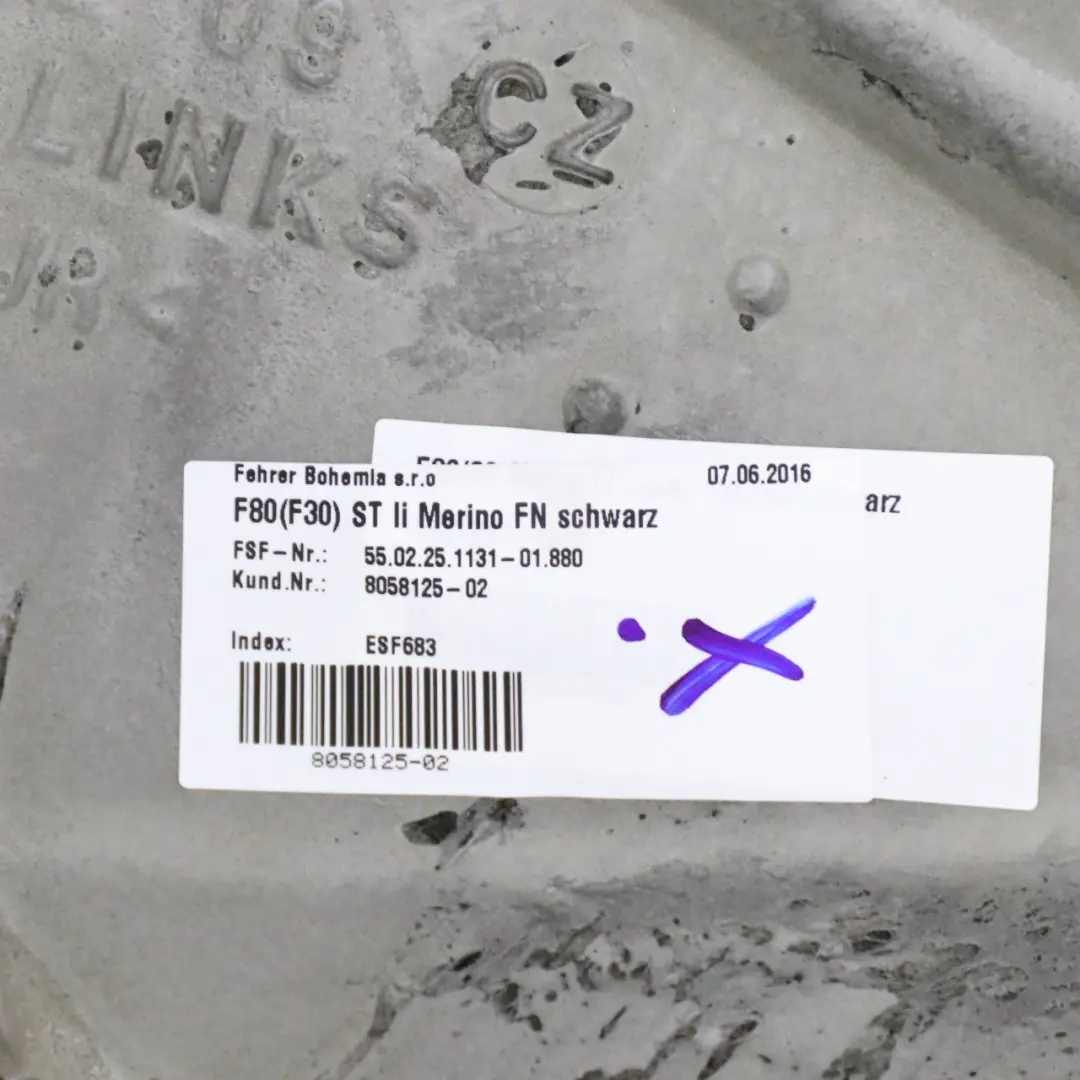 09
CZ
LINKS
Fehrer Bohemia s.r.o
07.06.2016
arz
F80(F30) ST li Merino FN schwarz
FSF-Nr.: 55.02.25.1131-01.880
Kund.Nr.: 8058125-02
Index: ESF683
8058125-02